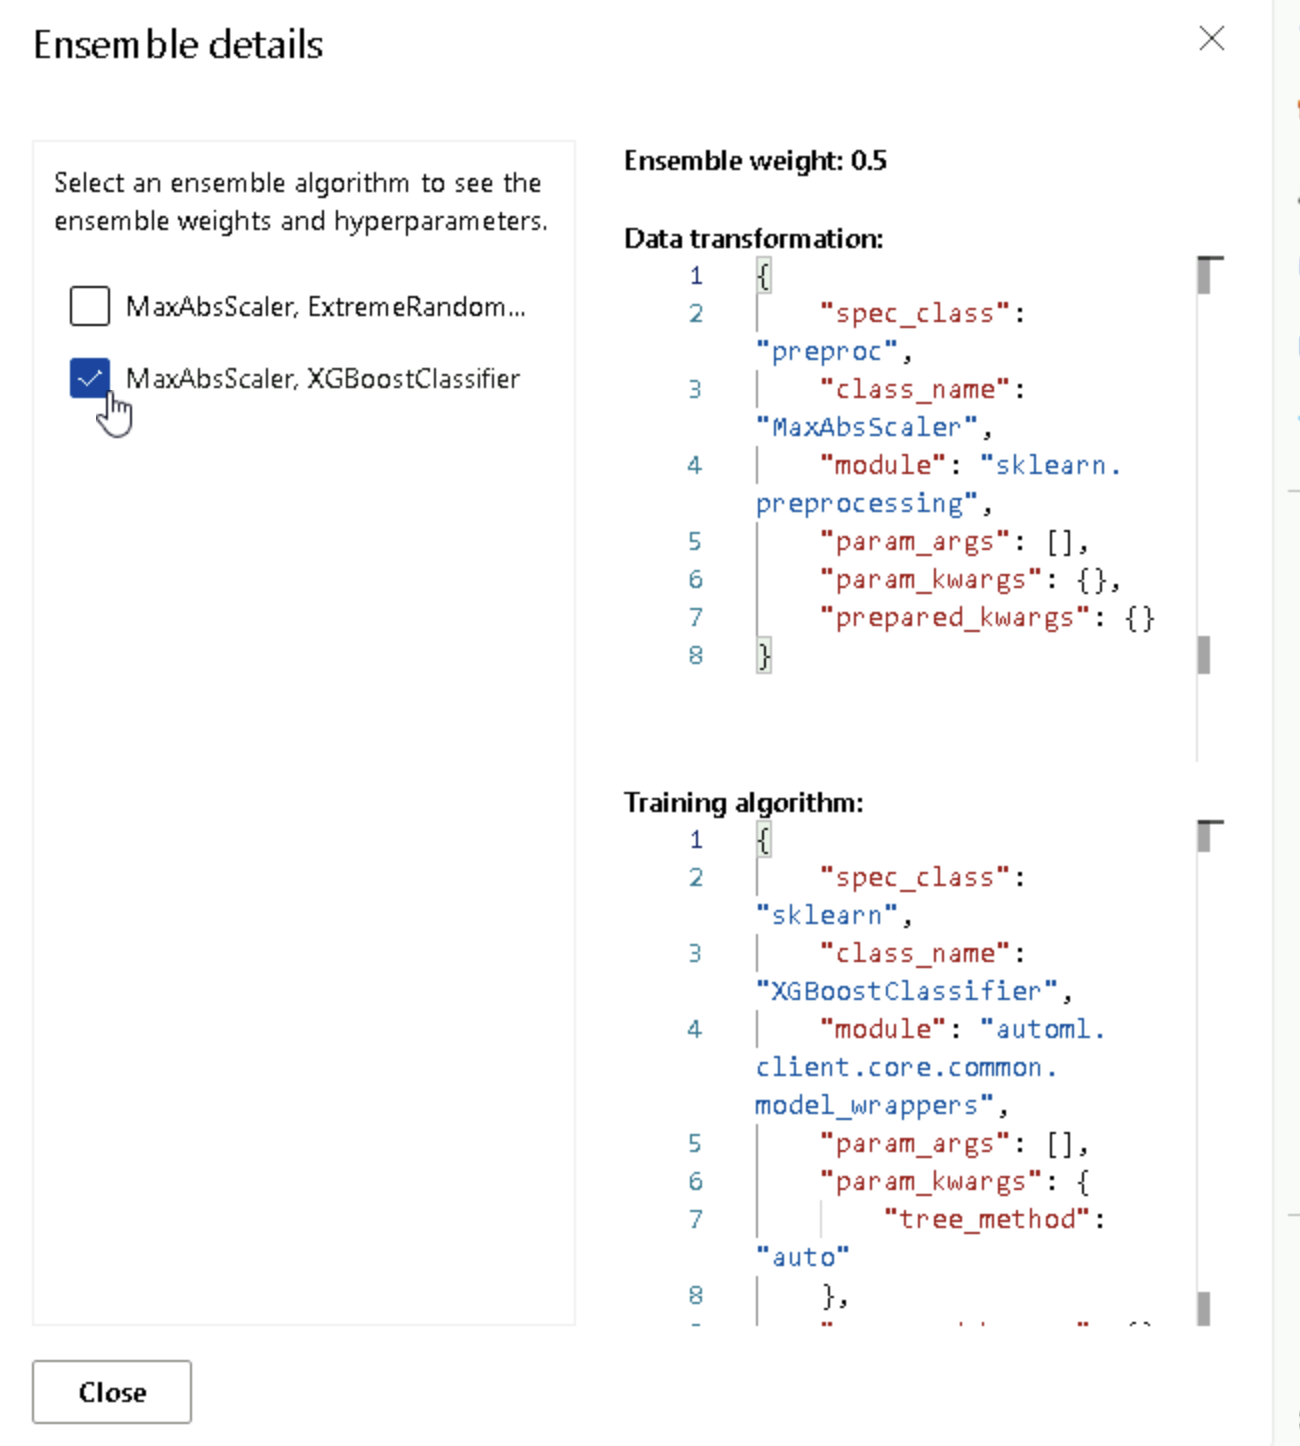 Ensemble details
Select an ensemble algorithm to see the
ensemble weights and hyperparameters.
MaxAbsScaler, ExtremeRandom...
MaxAbsScaler, XGBoostClassifier
Close
Ensemble weight: 0.5
Data transformation:
1 {
2 "spec_class":
"preproc",
3 "class_name":
"MaxAbsScaler",
4 "module": "sklearn.
preprocessing",
5 "param_args": [],
6 "param_kwargs": {},
7 "prepared_kwargs": {}
8 }
Training algorithm:
1 {
2 "spec_class":
"sklearn",
3 "class_name":
"XGBoostClassifier",
4 "module": "automl.
client.core.common.
model_wrappers",
5 "param_args": [],
6 "param_kwargs": {
7 "tree_method":
"auto"
8 },